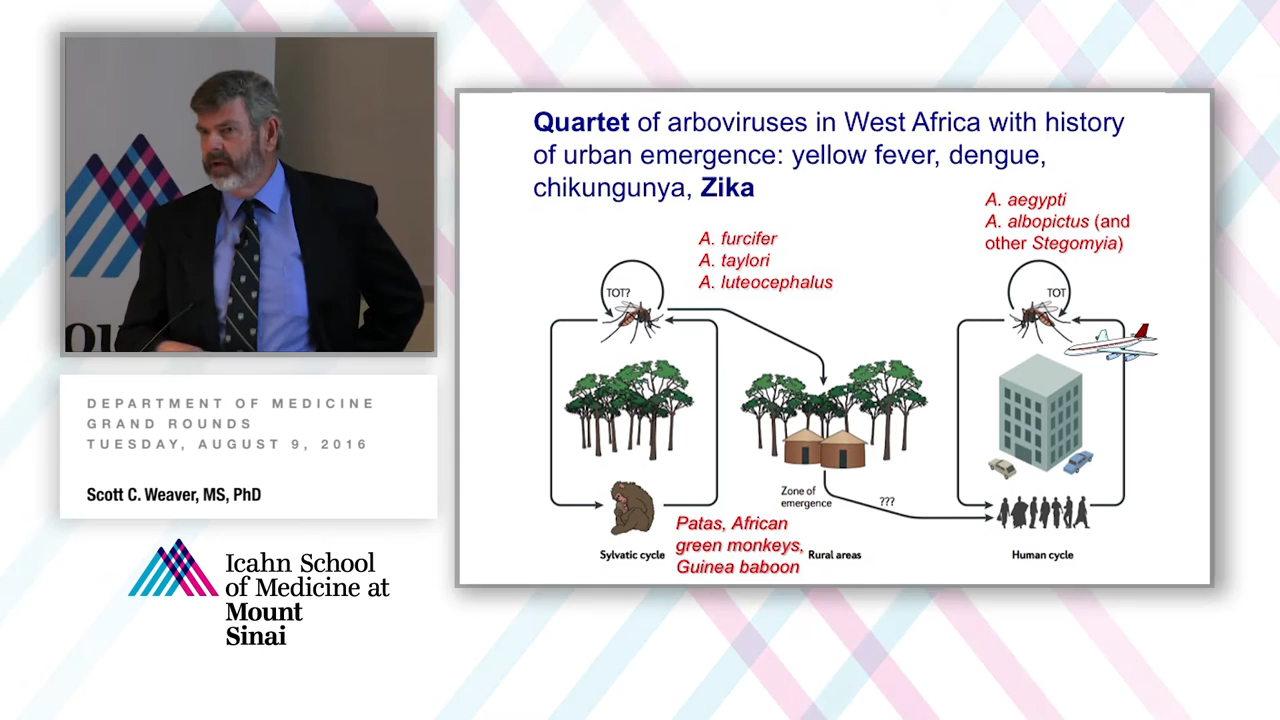 DEPARTMENT OF MEDICINE
GRAND ROUNDS
TUESDAY, AUGUST 9, 2016
Scott C. Weaver, MS, PhD
Icahn School
of Medicine at
Mount
Sinai
Quartet of arboviruses in West Africa with history
of urban emergence: yellow fever, dengue,
chikungunya, Zika
A. furcifer
A. taylori
A. luteocephalus
A. aegypti
A. albopictus (and
other Stegomyia)
TOT?
TOT
Zone of
emergence
???
Patas, African
green monkeys,
Guinea baboon
Sylvatic cycle
Rural areas
Human cycle